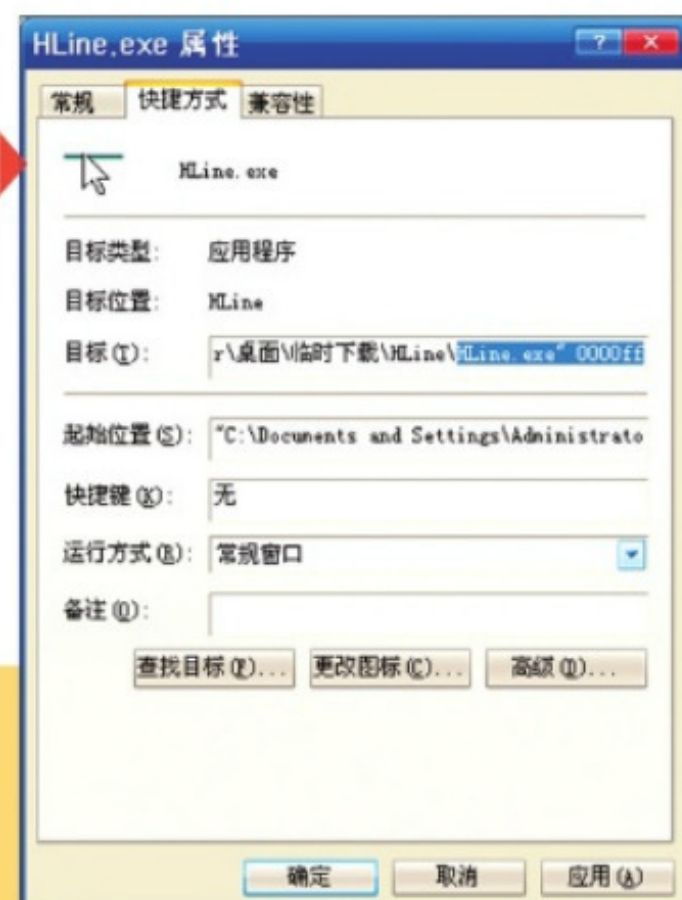 HLine.exe 属性
常规 快捷方式 兼容性
HLine.exe
目标类型: 应用程序
目标位置: HLine
目标(T): r\桌面\临时下载\HLine\HLine.exe" 0000ff
起始位置(S): "C:\Documents and Settings\Administrato
快捷键(K): 无
运行方式(R): 常规窗口
备注(O):
查找目标(F)... 更改图标(C)... 高级(D)...
确定 取消 应用(A)